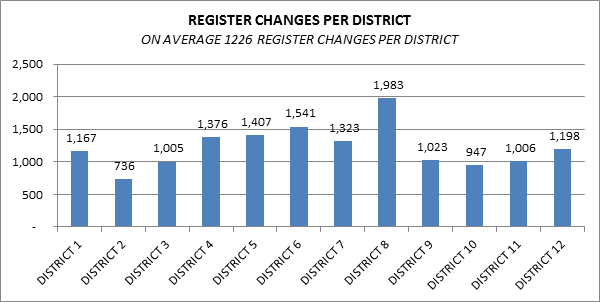 REGISTER CHANGES PER DISTRICT
ON AVERAGE 1226 REGISTER CHANGES PER DISTRICT
2,500
2,000
1,500
1,000
500
-
1,167
736
1,005
1,376
1,407
1,541
1,323
1,983
1,023
947
1,006
1,198
DISTRICT 1
DISTRICT 2
DISTRICT 3
DISTRICT 4
DISTRICT 5
DISTRICT 6
DISTRICT 7
DISTRICT 8
DISTRICT 9
DISTRICT 10
DISTRICT 11
DISTRICT 12